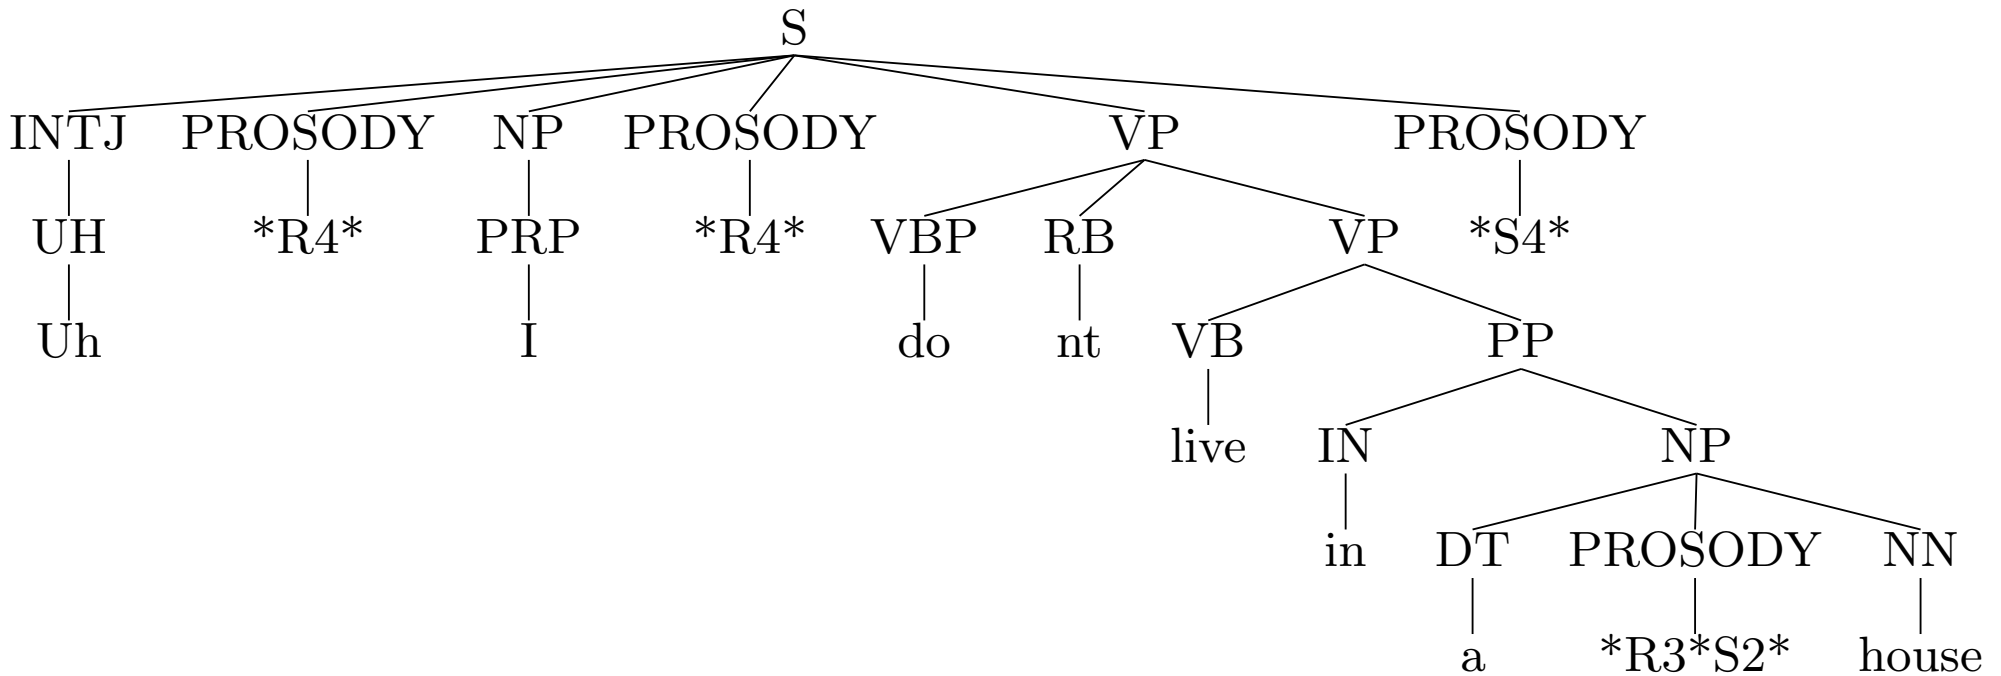 S
INTJ PROSODY NP PROSODY VP PROSODY
UH *R4* PRP *R4* VBP RB VP *S4*
Uh I do nt VB PP
live IN NP
in DT PROSODY NN
a *R3*S2* house